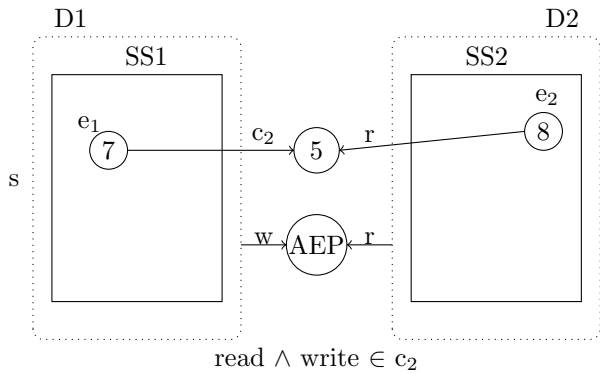 D1 D2
SS1 SS2
e₁ e₂
7 c₂ 5 r 8
s
w AEP r
read ∧ write ∈ c₂